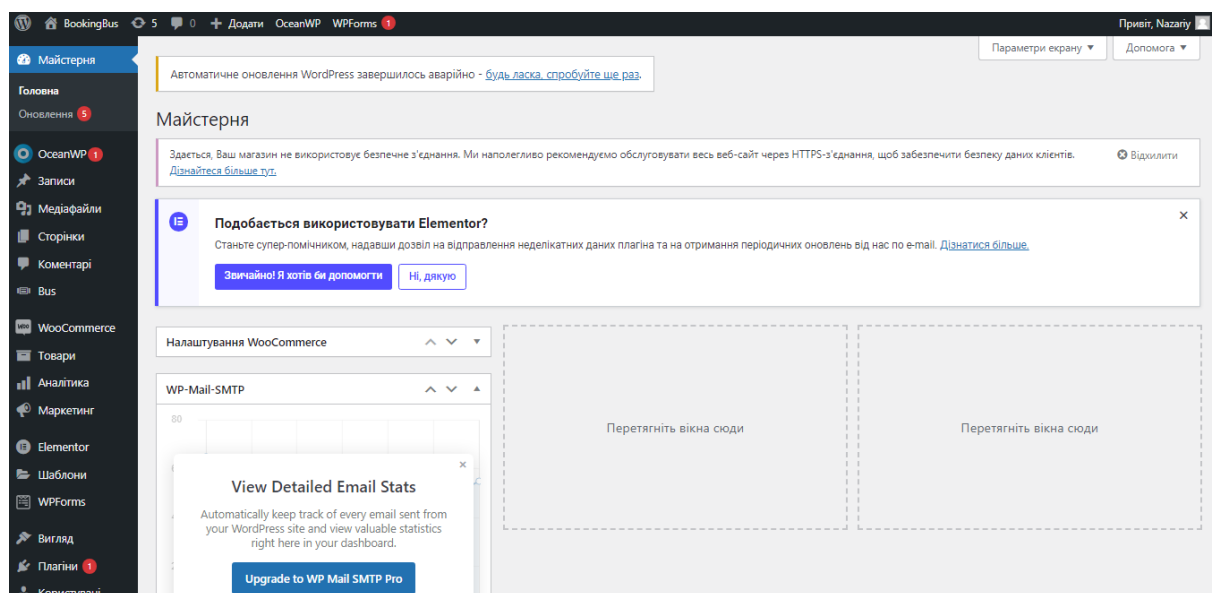 BookingBus 5 0 + Додати OceanWP WPForms 1 Привіт, Nazariy
Параметри екрану ▼ Допомога ▼
Майстерня
Головна
Оновлення 5
OceanWP 1
Записи
Медіафайли
Сторінки
Коментарі
Bus
WooCommerce
Товари
Аналітика
Маркетинг
Elementor
Шаблони
WPForms
Вигляд
Плагіни 1
Користувачі
Автоматичне оновлення WordPress завершилось аварійно - будь ласка, спробуйте ще раз.
Майстерня
Здається, Ваш магазин не використовує безпечне з'єднання. Ми наполегливо рекомендуємо обслуговувати весь веб-сайт через HTTPS-з'єднання, щоб забезпечити безпеку даних клієнтів.
Дізнайтеся більше тут.
Відхилити
Подобається використовувати Elementor?
Станьте супер-помічником, надавши дозвіл на відправлення неделікатних даних плагіна та на отримання періодичних оновлень від нас по e-mail. Дізнатися більше.
Звичайно! Я хотів би допомогти Ні, дякую
Налаштування WooCommerce
WP-Mail-SMTP
80
View Detailed Email Stats
Automatically keep track of every email sent from
your WordPress site and view valuable statistics
right here in your dashboard.
Upgrade to WP Mail SMTP Pro
Перетягніть вікна сюди
Перетягніть вікна сюди